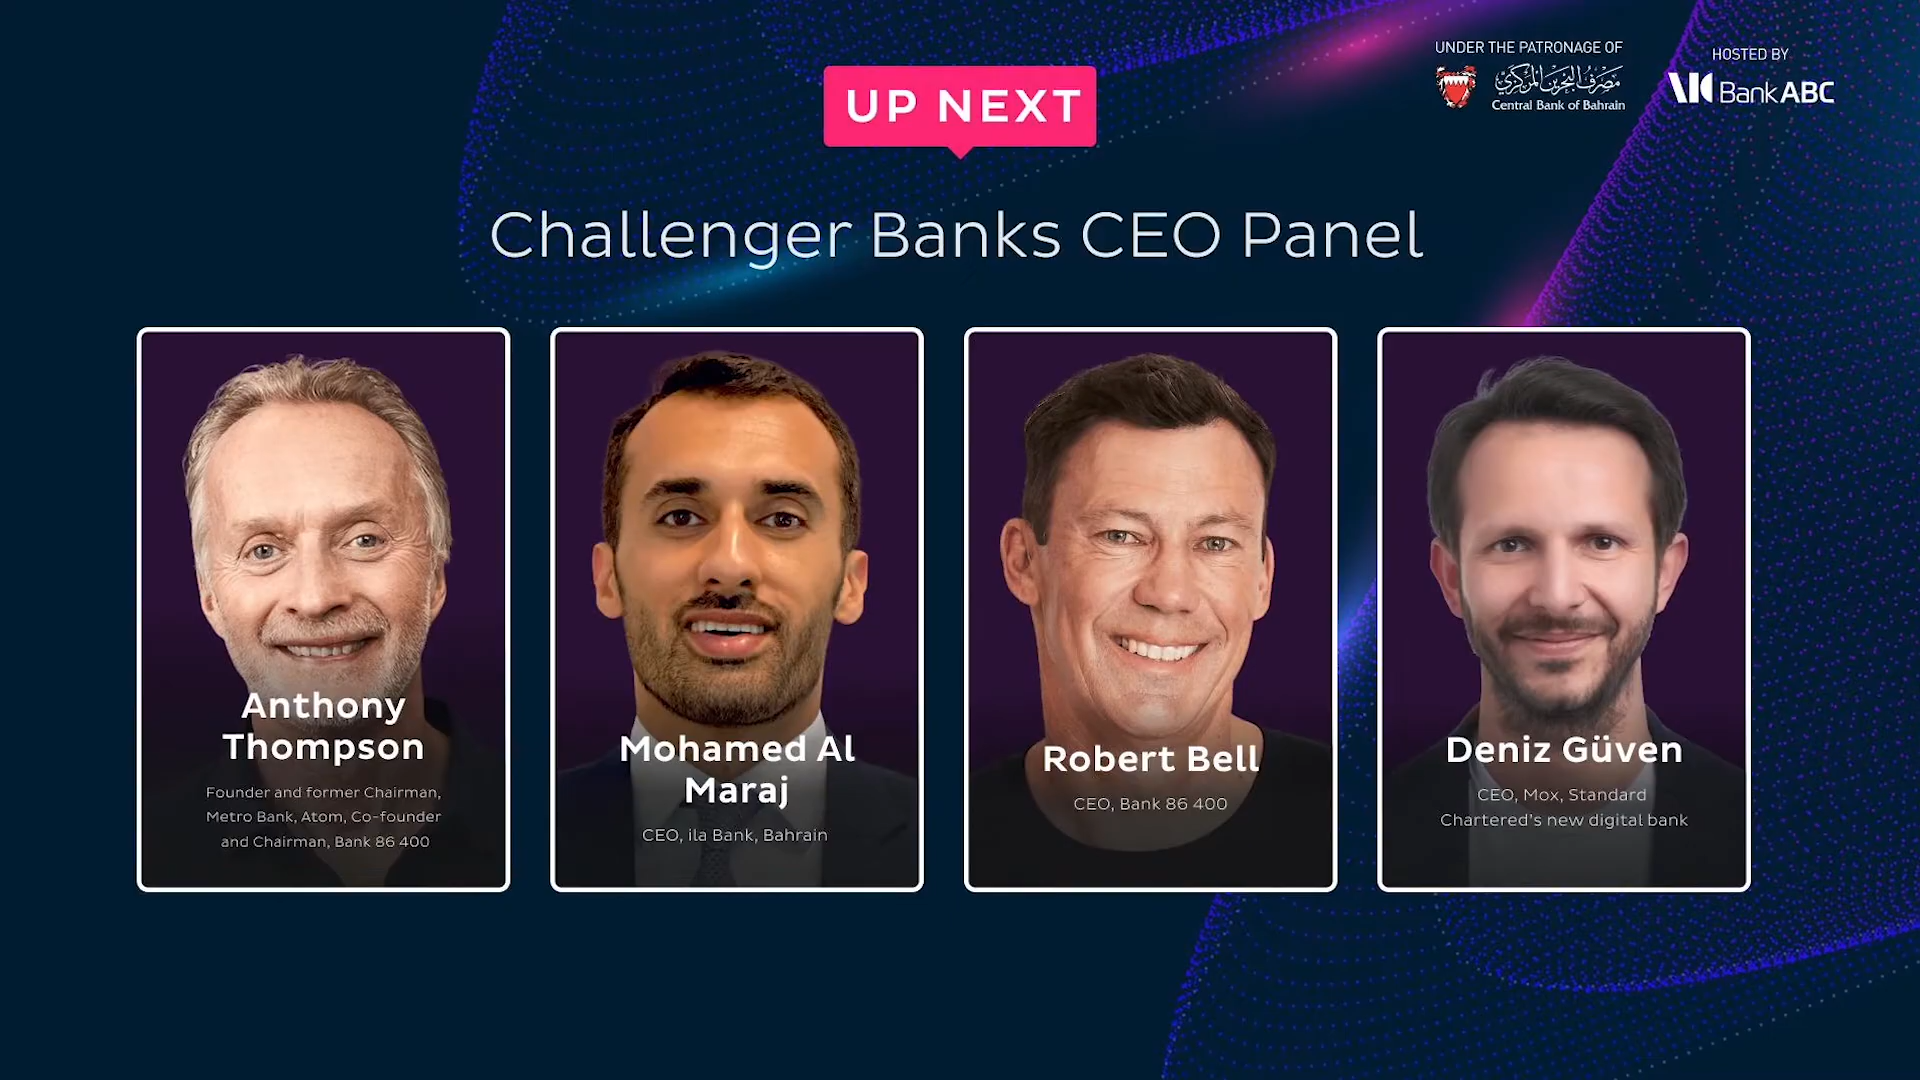 UP NEXT
UNDER THE PATRONAGE OF
مصرف البحرين المركزي
Central Bank of Bahrain
HOSTED BY
Bank ABC
Challenger Banks CEO Panel
Anthony
Thompson
Founder and former Chairman,
Metro Bank, Atom, Co-founder
and Chairman, Bank 86 400
Mohamed Al
Maraj
CEO, ila Bank, Bahrain
Robert Bell
CEO, Bank 86 400
Deniz Güven
CEO, Mox, Standard
Chartered's new digital bank